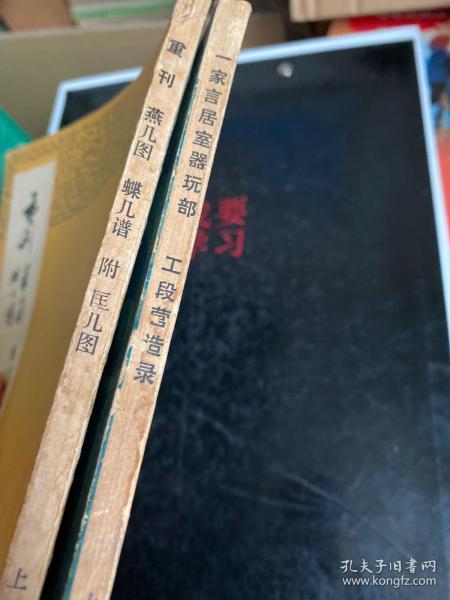 重刊 燕几图 蝶几谱 附 匡几图
上
一家言居室器玩部 工段营造录
要
学习
孔夫子旧书网
www.kongfz.com